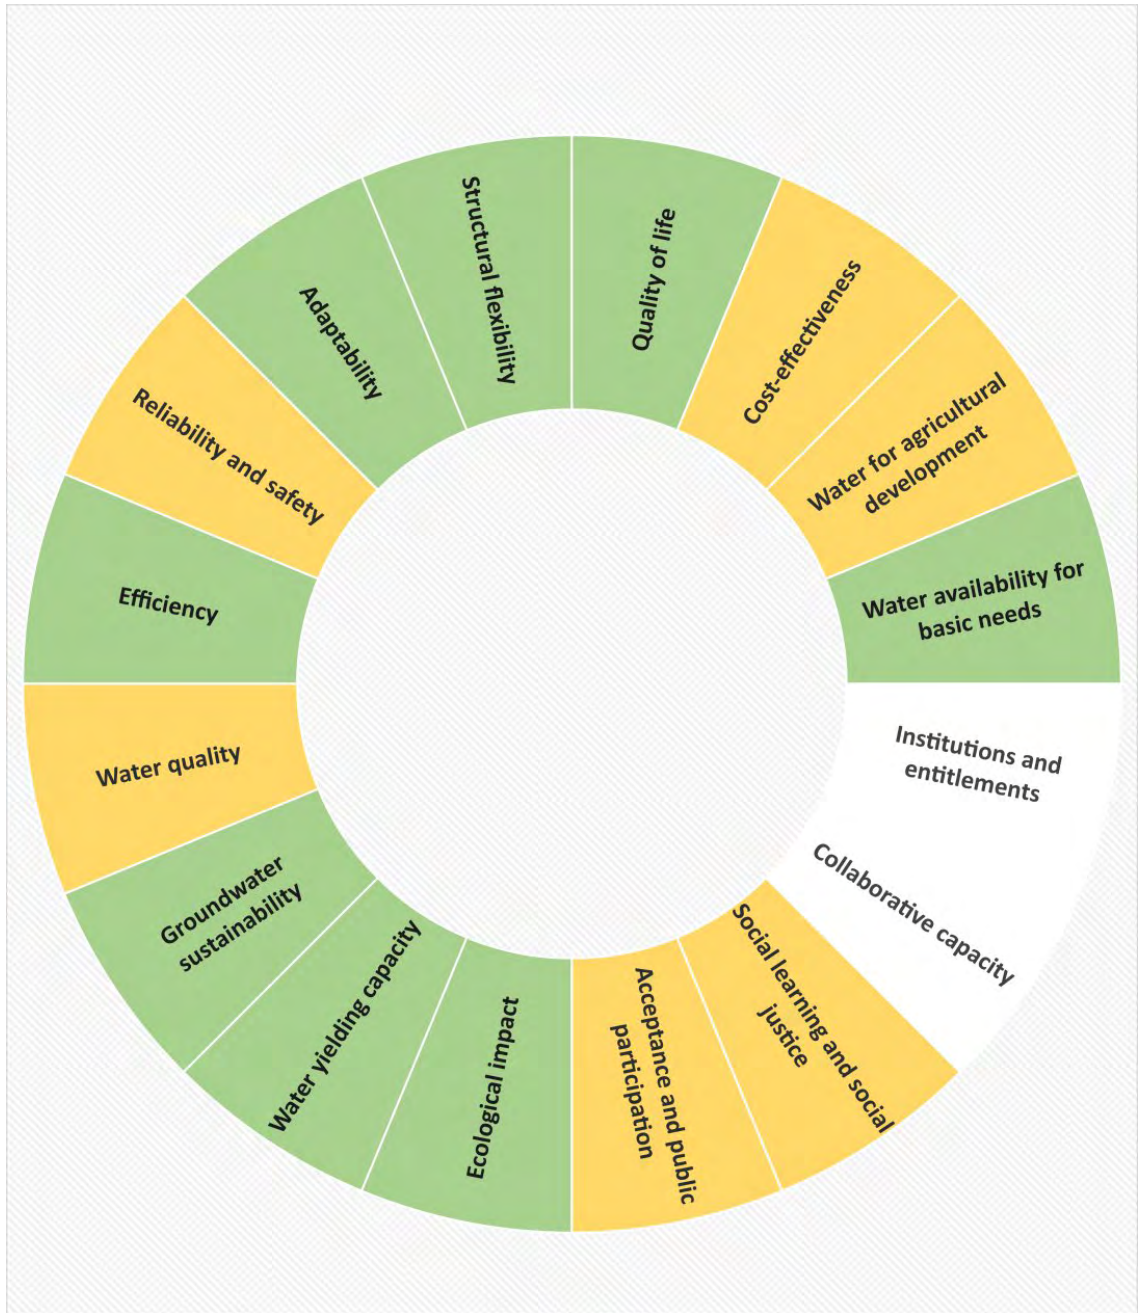 Quality of life
Cost-effectiveness
Water for agricultural
development
Water availability for
basic needs
Institutions and
entitlements
Collaborative capacity
Social learning and social
justice
Acceptance and public
participation
Ecological impact
Water yielding capacity
Groundwater
sustainability
Water quality
Efficiency
Reliability and safety
Adaptability
Structural flexibility